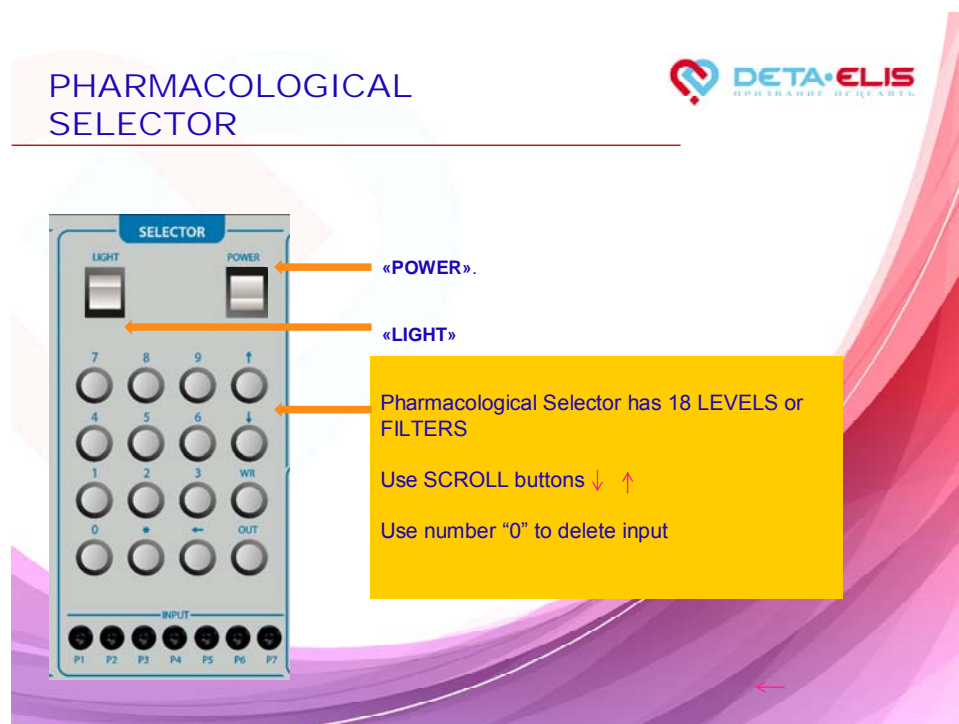 PHARMACOLOGICAL
SELECTOR
DETA·ELIS
ПРИЗВАНИЕ ИСЦЕЛЯТЬ
SELECTOR
LIGHT POWER
«POWER».
«LIGHT»
7 8 9 ↑
4 5 6 ↓
1 2 3 WR
0 * ← OUT
Pharmacological Selector has 18 LEVELS or
FILTERS
Use SCROLL buttons ↓ ↑
Use number “0” to delete input
INPUT
P1 P2 P3 P4 P5 P6 P7
←